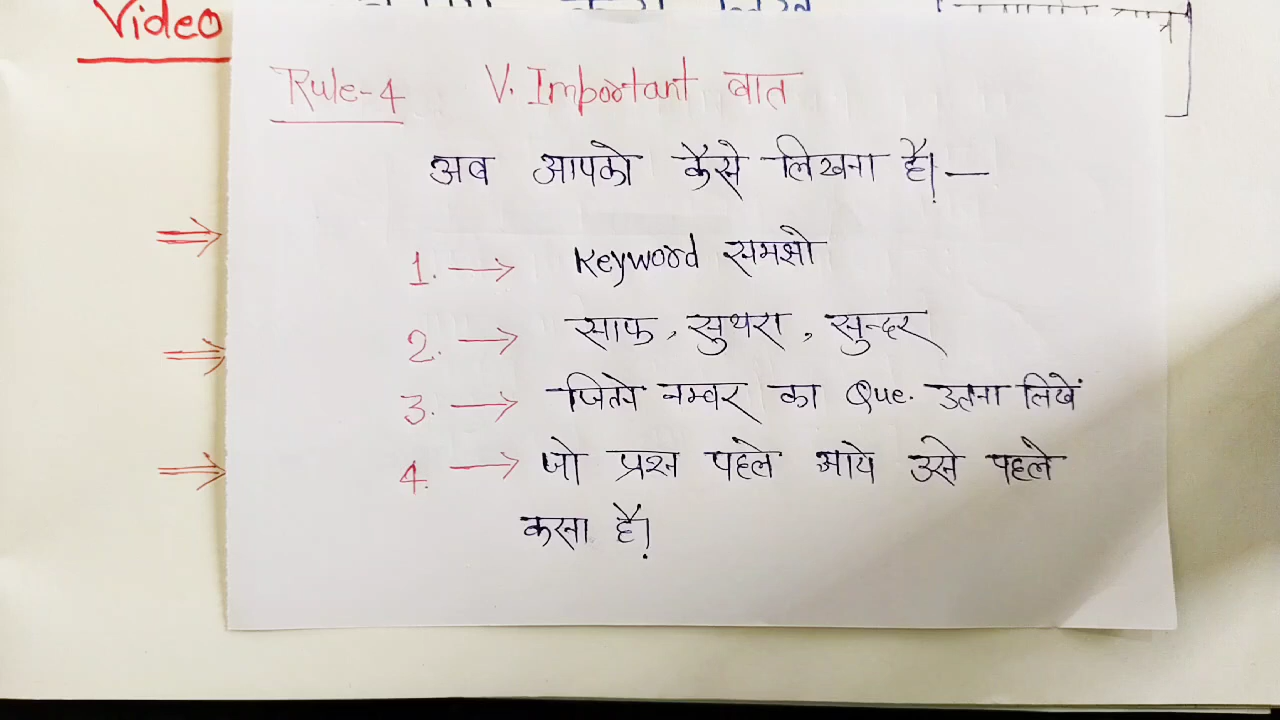 Video
Rule-4 V. Important बात
अब आपको कैसे लिखना है। —
1. → Keyword समझो
2. → साफ, सुथरा, सुन्दर
3. → जितने नम्वर का Que. उतना लिखें
4. → जो प्रश्न पहले आये उसे पहले
करना है।